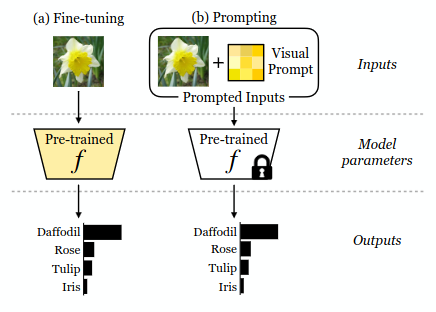 (a) Fine-tuning
(b) Prompting
+
Visual
Prompt
Prompted Inputs
Inputs
Pre-trained
f
Pre-trained
f
Model
parameters
Daffodil
Rose
Tulip
Iris
Daffodil
Rose
Tulip
Iris
Outputs